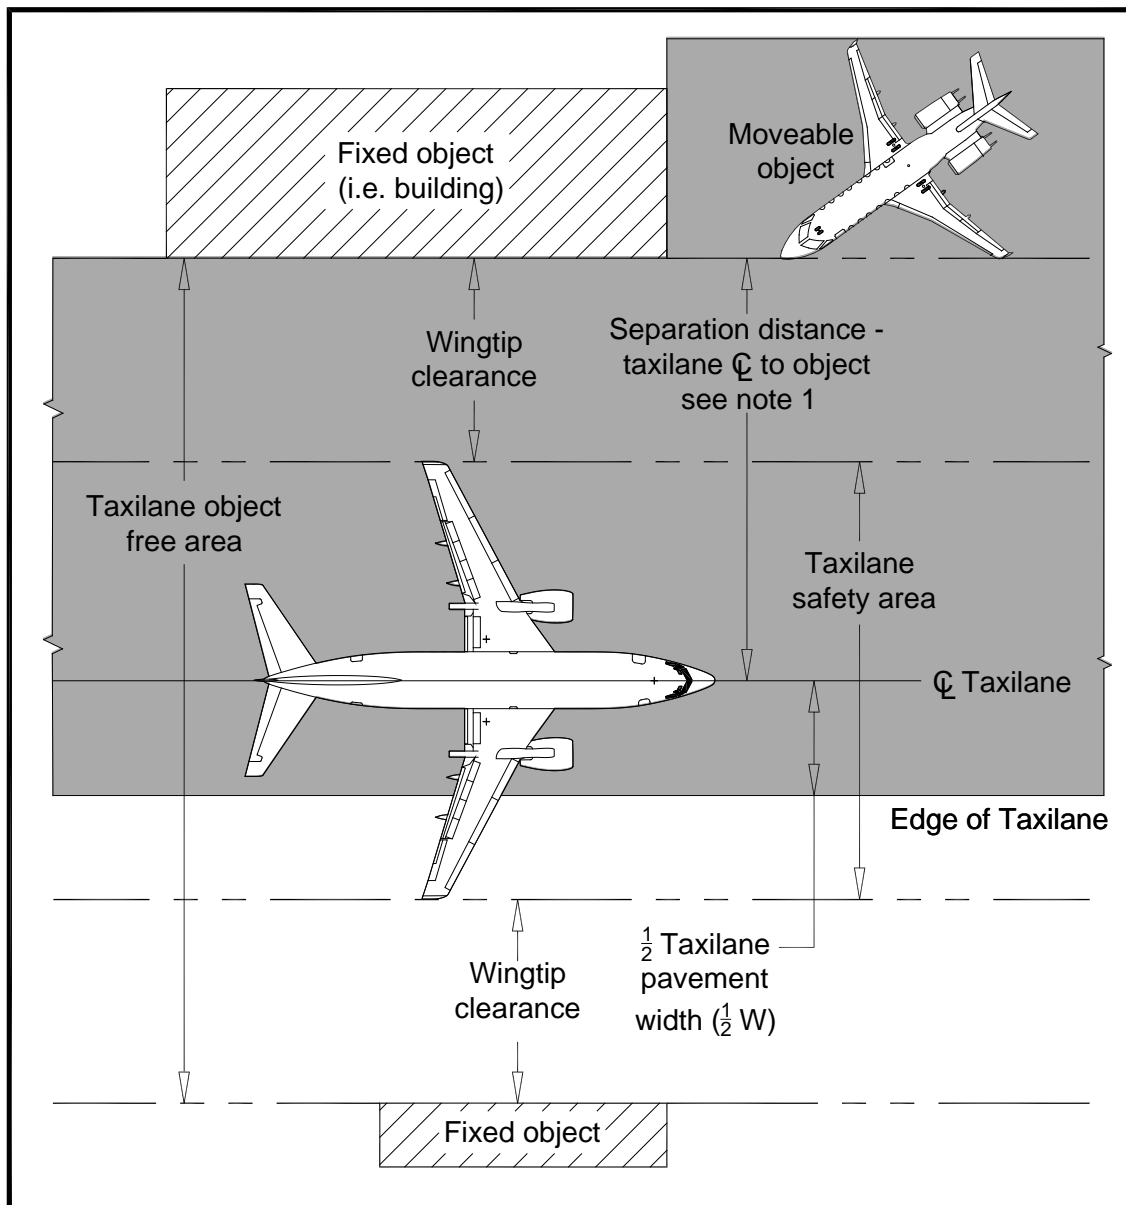 Fixed object
(i.e. building)
Moveable
object
Wingtip
clearance
Separation distance -
taxilane ℄ to object
see note 1
Taxilane object
free area
Taxilane
safety area
℄ Taxilane
Edge of Taxilane
½ Taxilane
pavement
width (½ W)
Wingtip
clearance
Fixed object